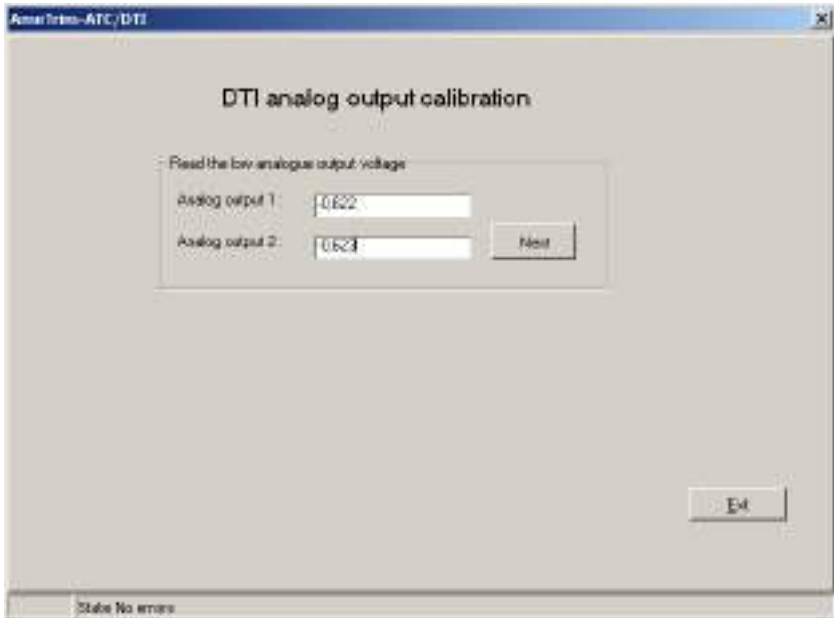 AmeTrim-ATC/DTI
DTI analog output calibration
Read the low analogue output voltage
Analog output 1:
-0,622
Analog output 2:
-0,623
Next
Exit
State No errors